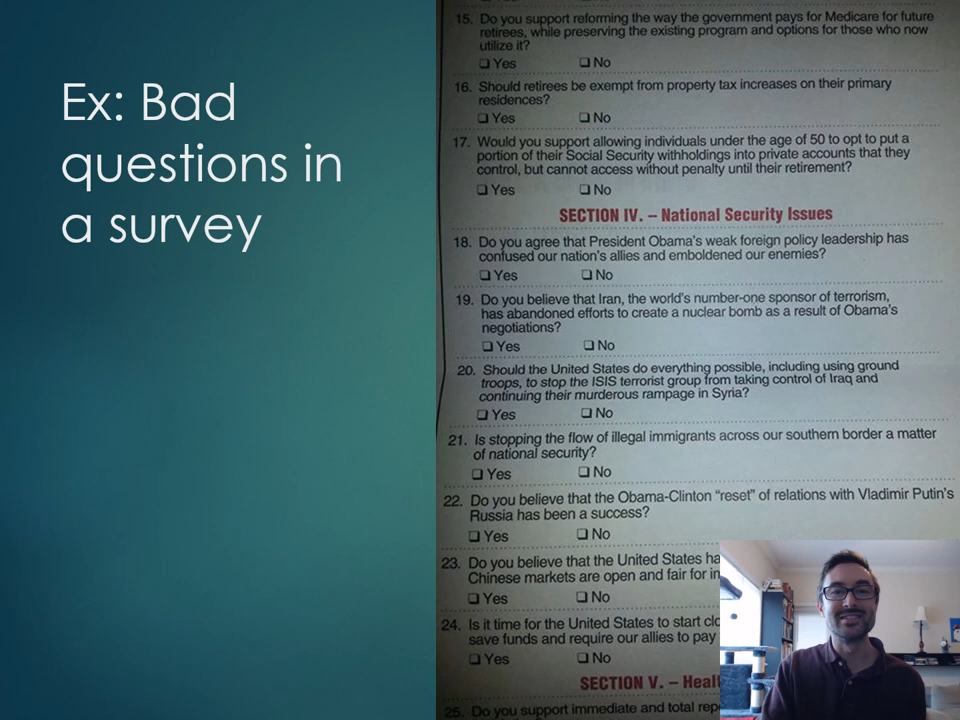 Ex: Bad
questions in
a survey
15. Do you support reforming the way the government pays for Medicare for future
retirees, while preserving the existing program and options for those who now
utilize it?
❑ Yes ❑ No
16. Should retirees be exempt from property tax increases on their primary
residences?
❑ Yes ❑ No
17. Would you support allowing individuals under the age of 50 to opt to put a
portion of their Social Security withholdings into private accounts that they
control, but cannot access without penalty until their retirement?
❑ Yes ❑ No
SECTION IV. – National Security Issues
18. Do you agree that President Obama's weak foreign policy leadership has
confused our nation's allies and emboldened our enemies?
❑ Yes ❑ No
19. Do you believe that Iran, the world's number-one sponsor of terrorism,
has abandoned efforts to create a nuclear bomb as a result of Obama's
negotiations?
❑ Yes ❑ No
20. Should the United States do everything possible, including using ground
troops, to stop the ISIS terrorist group from taking control of Iraq and
continuing their murderous rampage in Syria?
❑ Yes ❑ No
21. Is stopping the flow of illegal immigrants across our southern border a matter
of national security?
❑ Yes ❑ No
22. Do you believe that the Obama-Clinton "reset" of relations with Vladimir Putin's
Russia has been a success?
❑ Yes ❑ No
23. Do you believe that the United States ha
Chinese markets are open and fair for
❑ Yes ❑ No
24. Is it time for the United States to start clo
save funds and require our allies to pay
❑ Yes ❑ No
SECTION V. – Heal
25. Do you support immediate and total rep